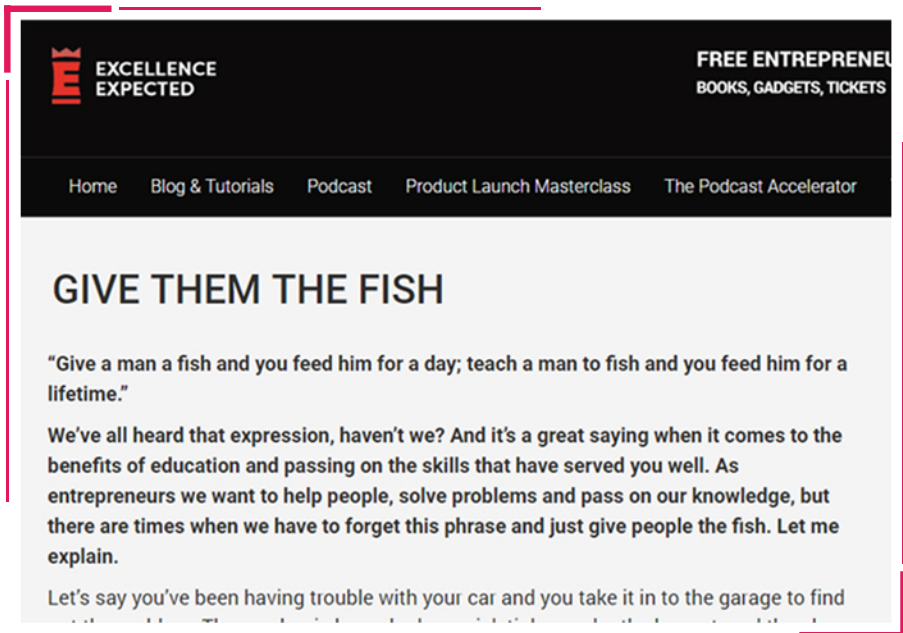 EXCELLENCE
EXPECTED
FREE ENTREPRENEU
BOOKS, GADGETS, TICKETS
Home Blog & Tutorials Podcast Product Launch Masterclass The Podcast Accelerator
GIVE THEM THE FISH
“Give a man a fish and you feed him for a day; teach a man to fish and you feed him for a
lifetime.”
We’ve all heard that expression, haven’t we? And it’s a great saying when it comes to the
benefits of education and passing on the skills that have served you well. As
entrepreneurs we want to help people, solve problems and pass on our knowledge, but
there are times when we have to forget this phrase and just give people the fish. Let me
explain.
Let’s say you’ve been having trouble with your car and you take it in to the garage to find